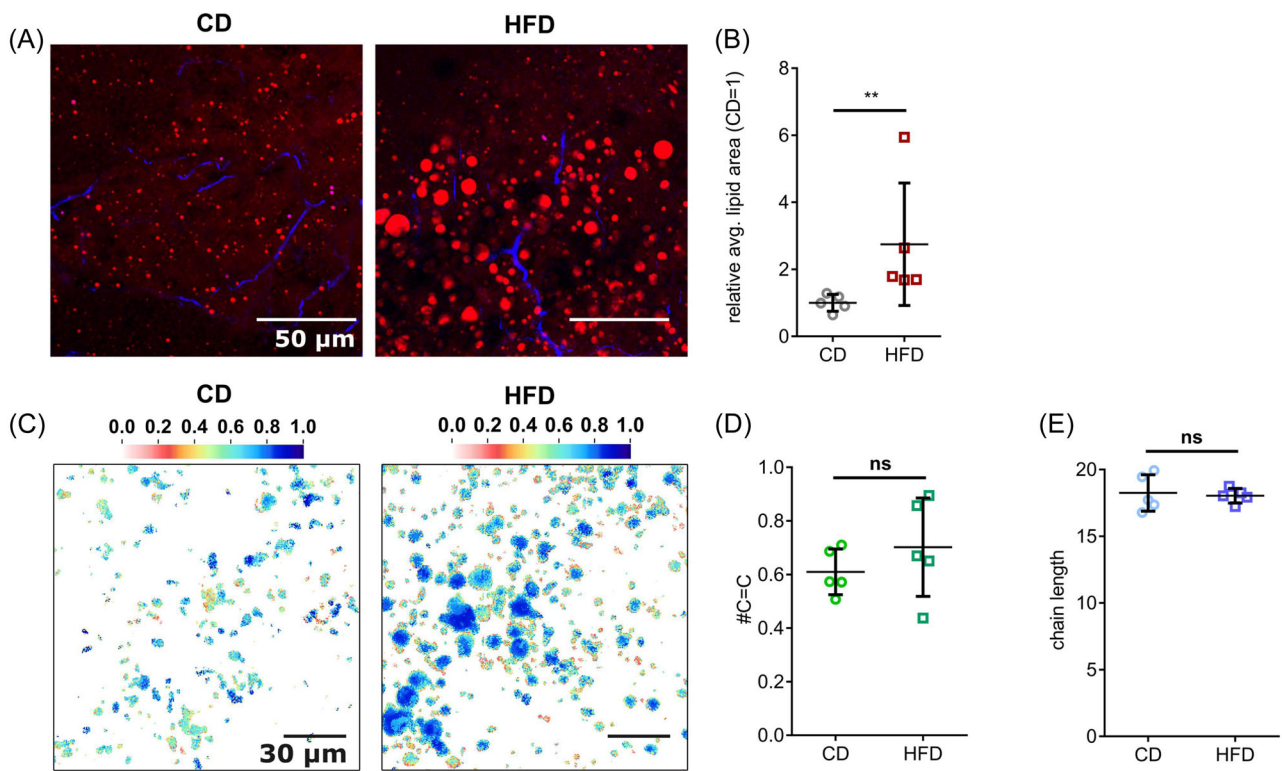 (A)
CD
HFD
50 µm
(B)
relative avg. lipid area (CD=1)
8
6
4
2
0
**
CD
HFD
(C)
CD
0.0 0.2 0.4 0.6 0.8 1.0
HFD
0.0 0.2 0.4 0.6 0.8 1.0
30 µm
(D)
#C=C
1.0
0.8
0.6
0.4
0.2
0.0
ns
CD
HFD
(E)
chain length
20
15
10
5
0
ns
CD
HFD